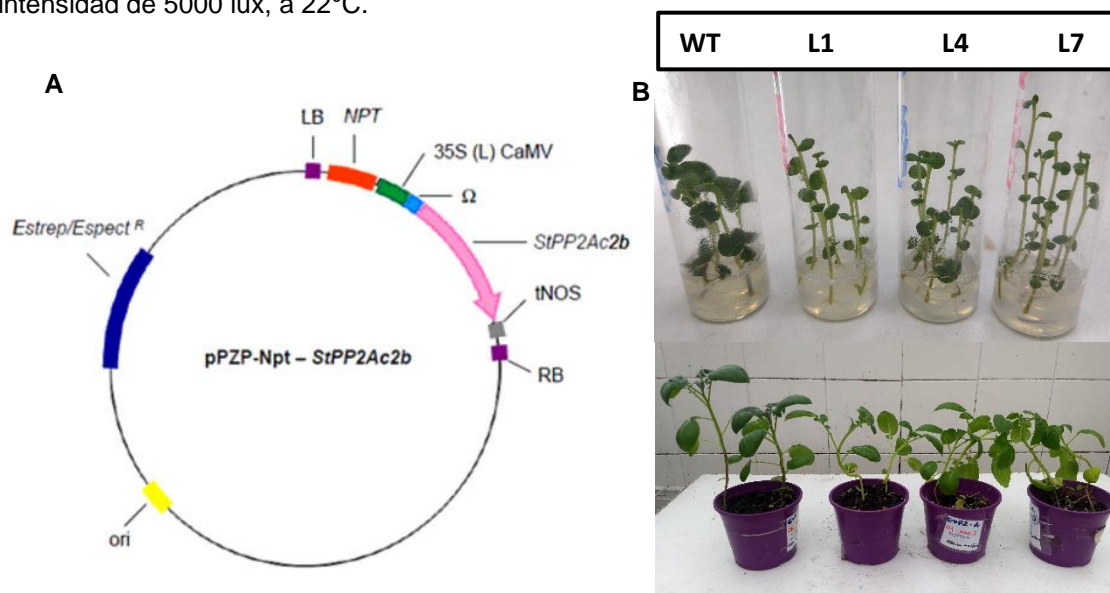 intensidad de 5000 lux, a 22°C.
WT L1 L4 L7
A
B
LB NPT
35S (L) CaMV
Ω
Estrep/Espect R
StPP2Ac2b
tNOS
pPZP-Npt – StPP2Ac2b
RB
ori